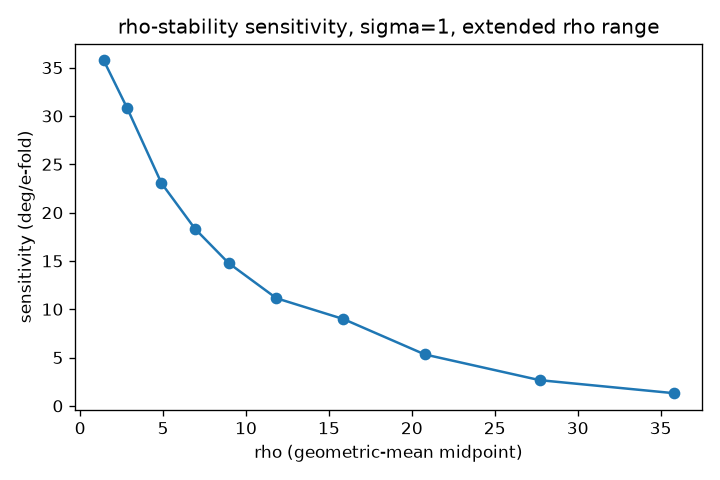 rho-stability sensitivity, sigma=1, extended rho range
sensitivity (deg/e-fold)
35
30
25
20
15
10
5
0
0 5 10 15 20 25 30 35
rho (geometric-mean midpoint)